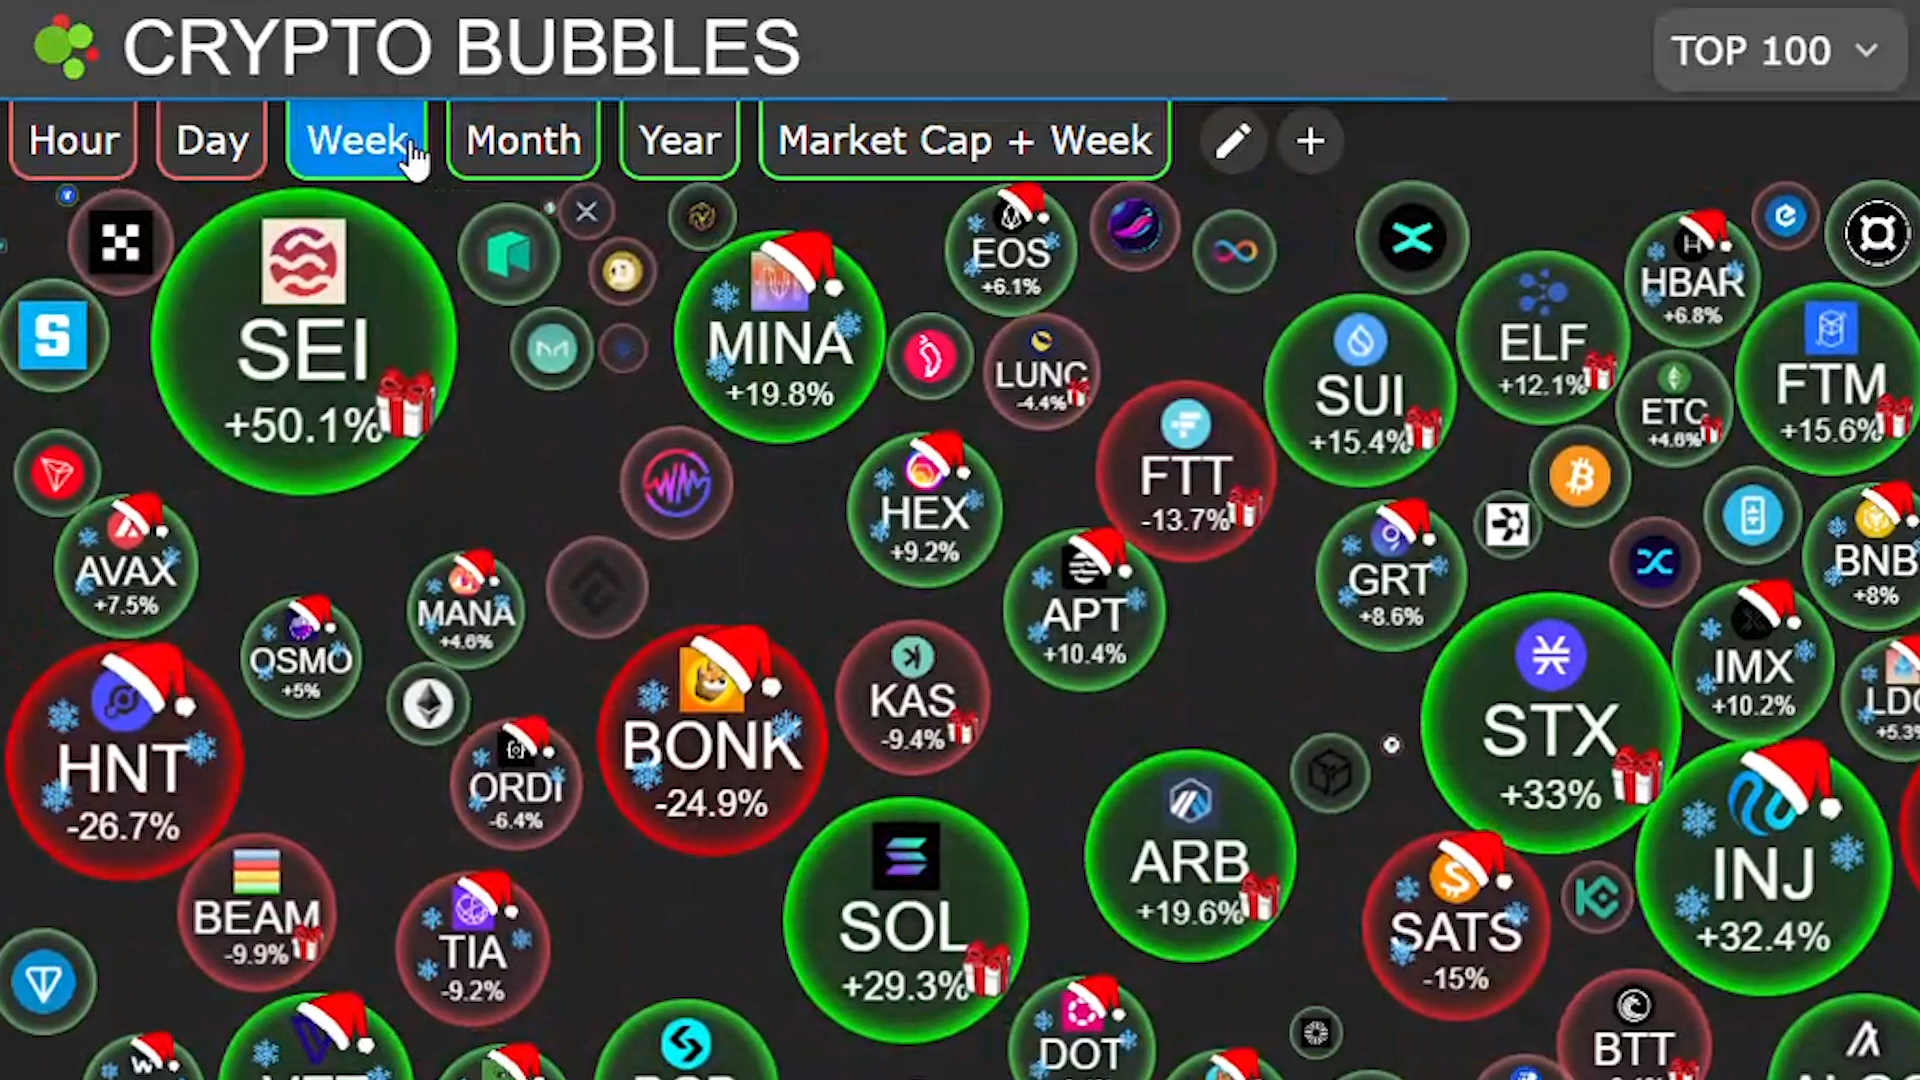 CRYPTO BUBBLES
TOP 100
Hour
Day
Week
Month
Year
Market Cap + Week
SEI
+50.1%
MINA
+19.8%
EOS
+6.1%
LUNC
-4.4%
FTT
-13.7%
SUI
+15.4%
ELF
+12.1%
HBAR
+6.8%
ETC
+4.6%
FTM
+15.6%
AVAX
+7.5%
OSMO
+5%
MANA
+4.6%
HEX
+9.2%
APT
+10.4%
GRT
+8.6%
BNB
+8%
HNT
-26.7%
ORDI
-6.4%
BONK
-24.9%
KAS
-9.4%
STX
+33%
IMX
+10.2%
+5.3%
BEAM
-9.9%
TIA
-9.2%
SOL
+29.3%
ARB
+19.6%
SATS
-15%
INJ
+32.4%
DOT
BTT